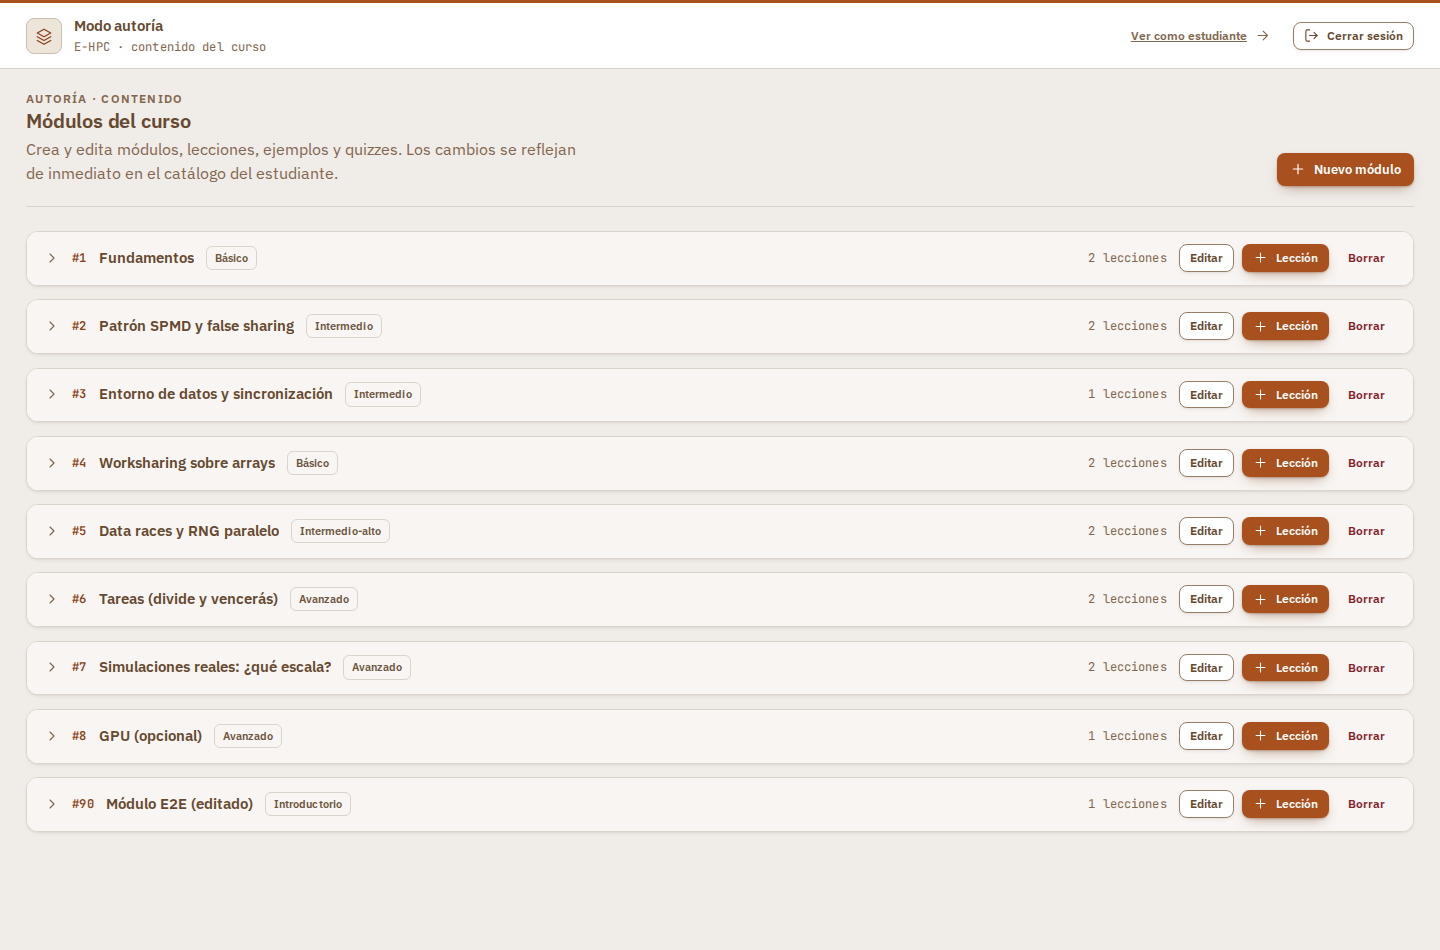 Modo autoría
E-HPC · contenido del curso
Ver como estudiante
Cerrar sesión
AUTORÍA · CONTENIDO
Módulos del curso
Crea y edita módulos, lecciones, ejemplos y quizzes. Los cambios se reflejan
de inmediato en el catálogo del estudiante.
Nuevo módulo
#1 Fundamentos Básico 2 lecciones Editar Lección Borrar
#2 Patrón SPMD y false sharing Intermedio 2 lecciones Editar Lección Borrar
#3 Entorno de datos y sincronización Intermedio 1 lecciones Editar Lección Borrar
#4 Worksharing sobre arrays Básico 2 lecciones Editar Lección Borrar
#5 Data races y RNG paralelo Intermedio-alto 2 lecciones Editar Lección Borrar
#6 Tareas (divide y vencerás) Avanzado 2 lecciones Editar Lección Borrar
#7 Simulaciones reales: ¿qué escala? Avanzado 2 lecciones Editar Lección Borrar
#8 GPU (opcional) Avanzado 1 lecciones Editar Lección Borrar
#90 Módulo E2E (editado) Introductorio 1 lecciones Editar Lección Borrar